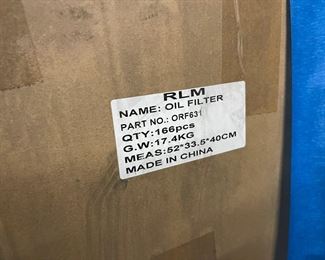 RLM
NAME: OIL FILTER
PART NO.: ORF631
QTY:166pcs
G.W:17.4KG
MEAS:52*33.5*40CM
MADE IN CHINA